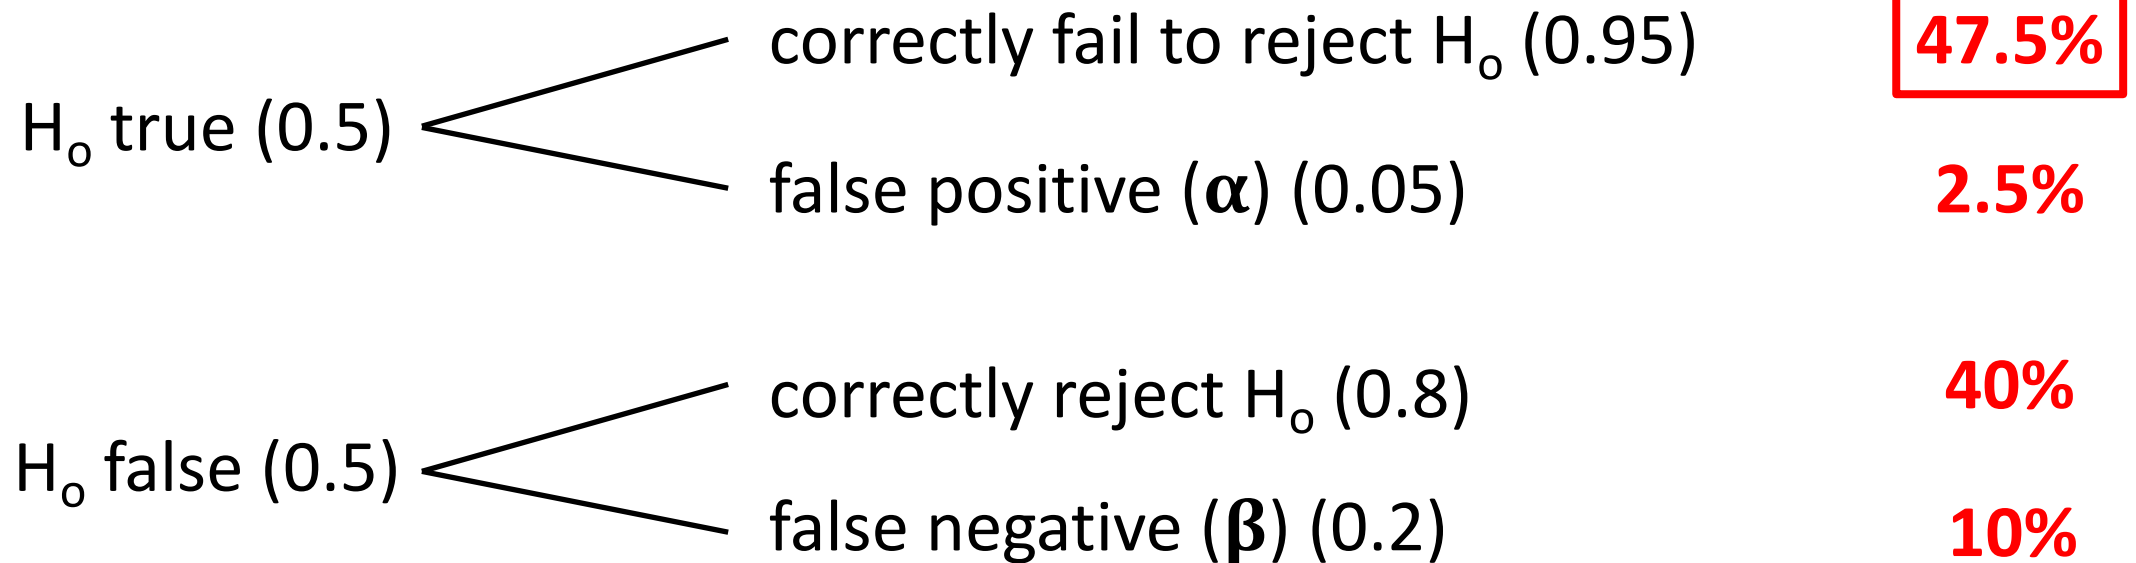 correctly fail to reject Hₒ (0.95) 47.5%
Hₒ true (0.5)
false positive (α) (0.05) 2.5%
correctly reject Hₒ (0.8) 40%
Hₒ false (0.5)
false negative (β) (0.2) 10%